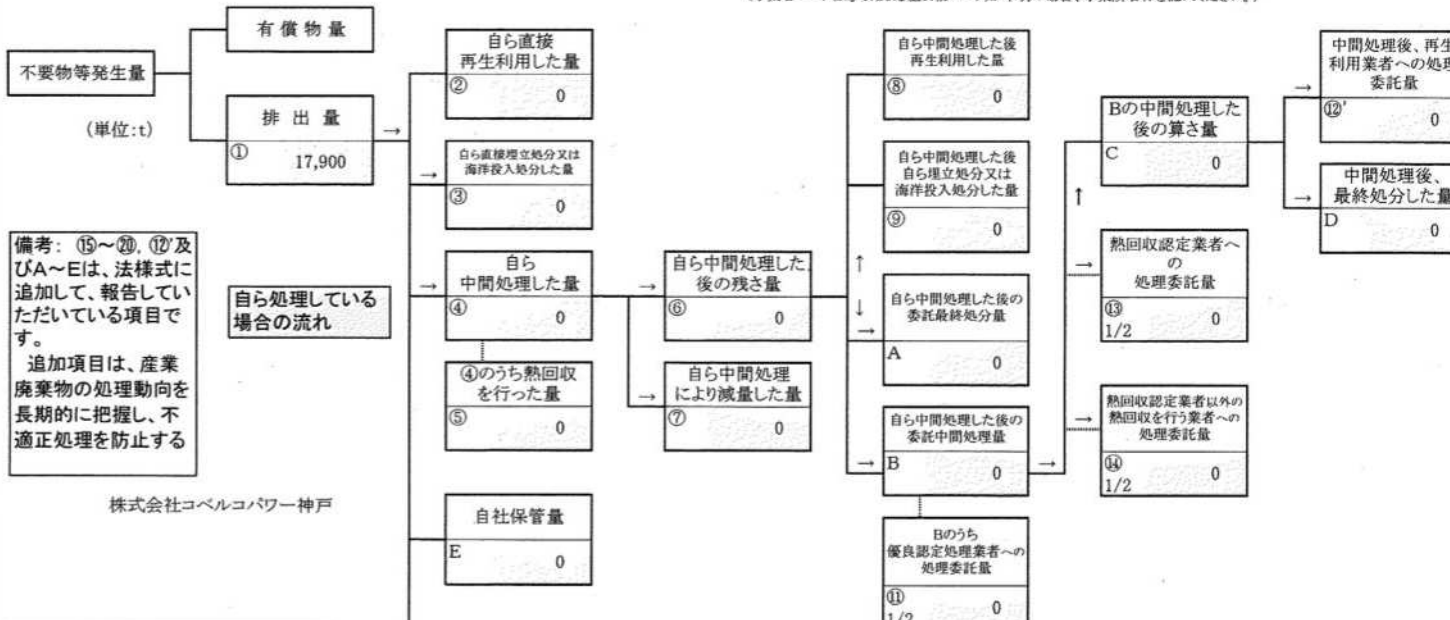 有償物量
不要物等発生量
(単位:t)
排出量
①
17,900
→
自ら直接
再生利用した量
②
0
→
自ら直接埋立処分又は
海洋投入処分した量
③
0
→
自ら
中間処理した量
④
0
④のうち熱回収
を行った量
⑤
0
自社保管量
E
0
備考: ⑮~⑳、⑫'及
びA~Eは、法様式に
追加して、報告してい
ただいている項目で
す。
追加項目は、産業
廃棄物の処理動向を
長期的に把握し、不
適正処理を防止する
自ら処理している
場合の流れ
株式会社コベルコパワー神戸
→
自ら中間処理した
後の残さ量
⑥
0
→
自ら中間処理
により減量した量
⑦
0
自ら中間処理した後
再生利用した量
⑧
0
自ら中間処理した後
自ら埋立処分又は
海洋投入処分した量
⑨
0
↑
↓
→
自ら中間処理した後の
委託最終処分量
A
0
→
自ら中間処理した後の
委託中間処理量
B
0
→
Bのうち
優良認定処理業者への
処理委託量
⑪
1/2
0
Bの中間処理した
後の算さ量
C
0
↑
→
熱回収認定業者へ
の
処理委託量
⑬
1/2
0
→
熱回収認定業者以外の
熱回収を行う業者への
処理委託量
⑭
1/2
0
→
中間処理後、再生
利用業者への処理
委託量
⑫'
0
→
中間処理後、
最終処分した量
D
0